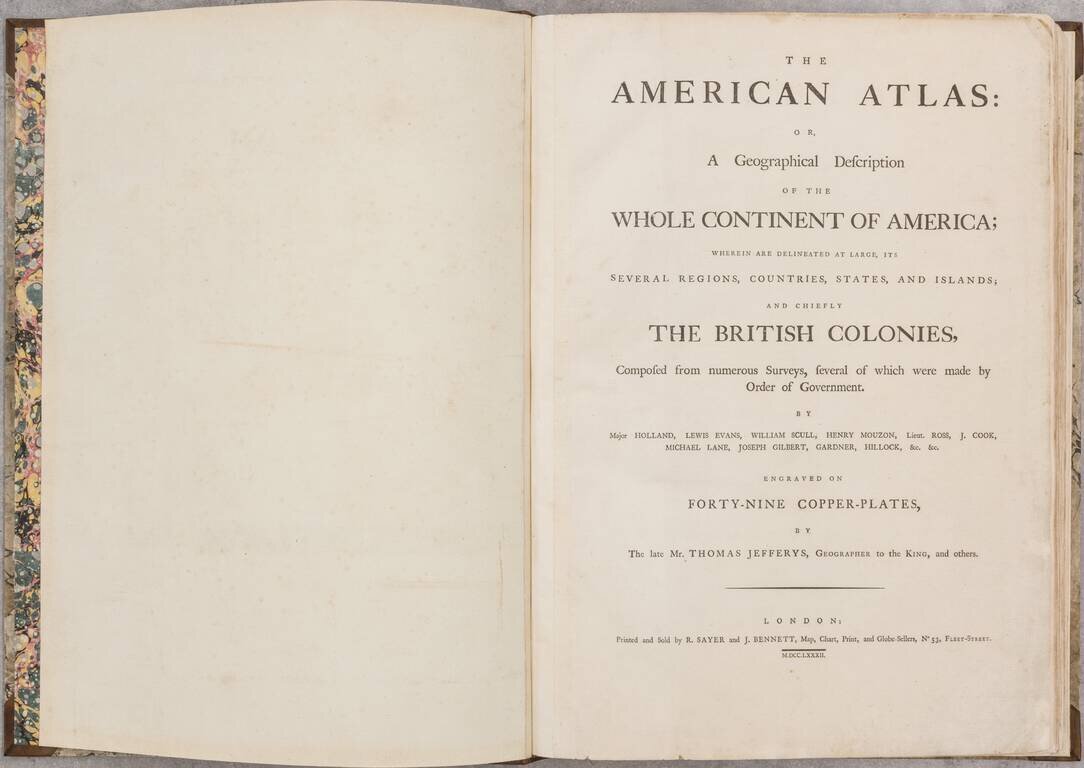 THE
AMERICAN ATLAS:
OR,
A Geographical Deſcription
OF THE
WHOLE CONTINENT OF AMERICA;
WHEREIN ARE DELINEATED AT LARGE, ITS
SEVERAL REGIONS, COUNTRIES, STATES, AND ISLANDS;
AND CHIEFLY
THE BRITISH COLONIES,
Compoſed from numerous Surveys, ſeveral of which were made by
Order of Government.
BY
Major HOLLAND, LEWIS EVANS, WILLIAM SCULL, HENRY MOUZON, Lieut. ROSS, J. COOK,
MICHAEL LANE, JOSEPH GILBERT, GARDNER, HILLOCK, &c. &c.
ENGRAVED ON
FORTY-NINE COPPER-PLATES,
BY
The late Mr. THOMAS JEFFERYS, GEOGRAPHER to the KING, and others.
LONDON:
Printed and Sold by R. SAYER and J. BENNETT, Map, Chart, Print, and Globe-Sellers, No 53, FLEET-STREET.
M.DCC.LXXXII.